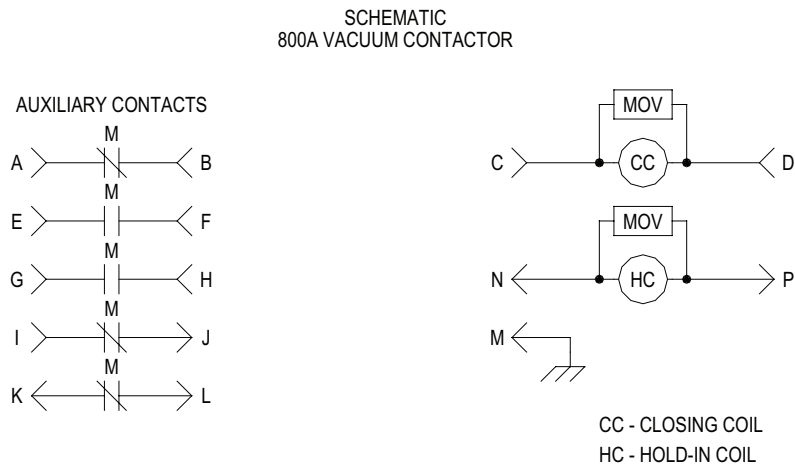 SCHEMATIC
800A VACUUM CONTACTOR
AUXILIARY CONTACTS
M
A B
M
E F
M
G H
M
I J
M
K L
MOV
C CC D
MOV
N HC P
M
CC - CLOSING COIL
HC - HOLD-IN COIL